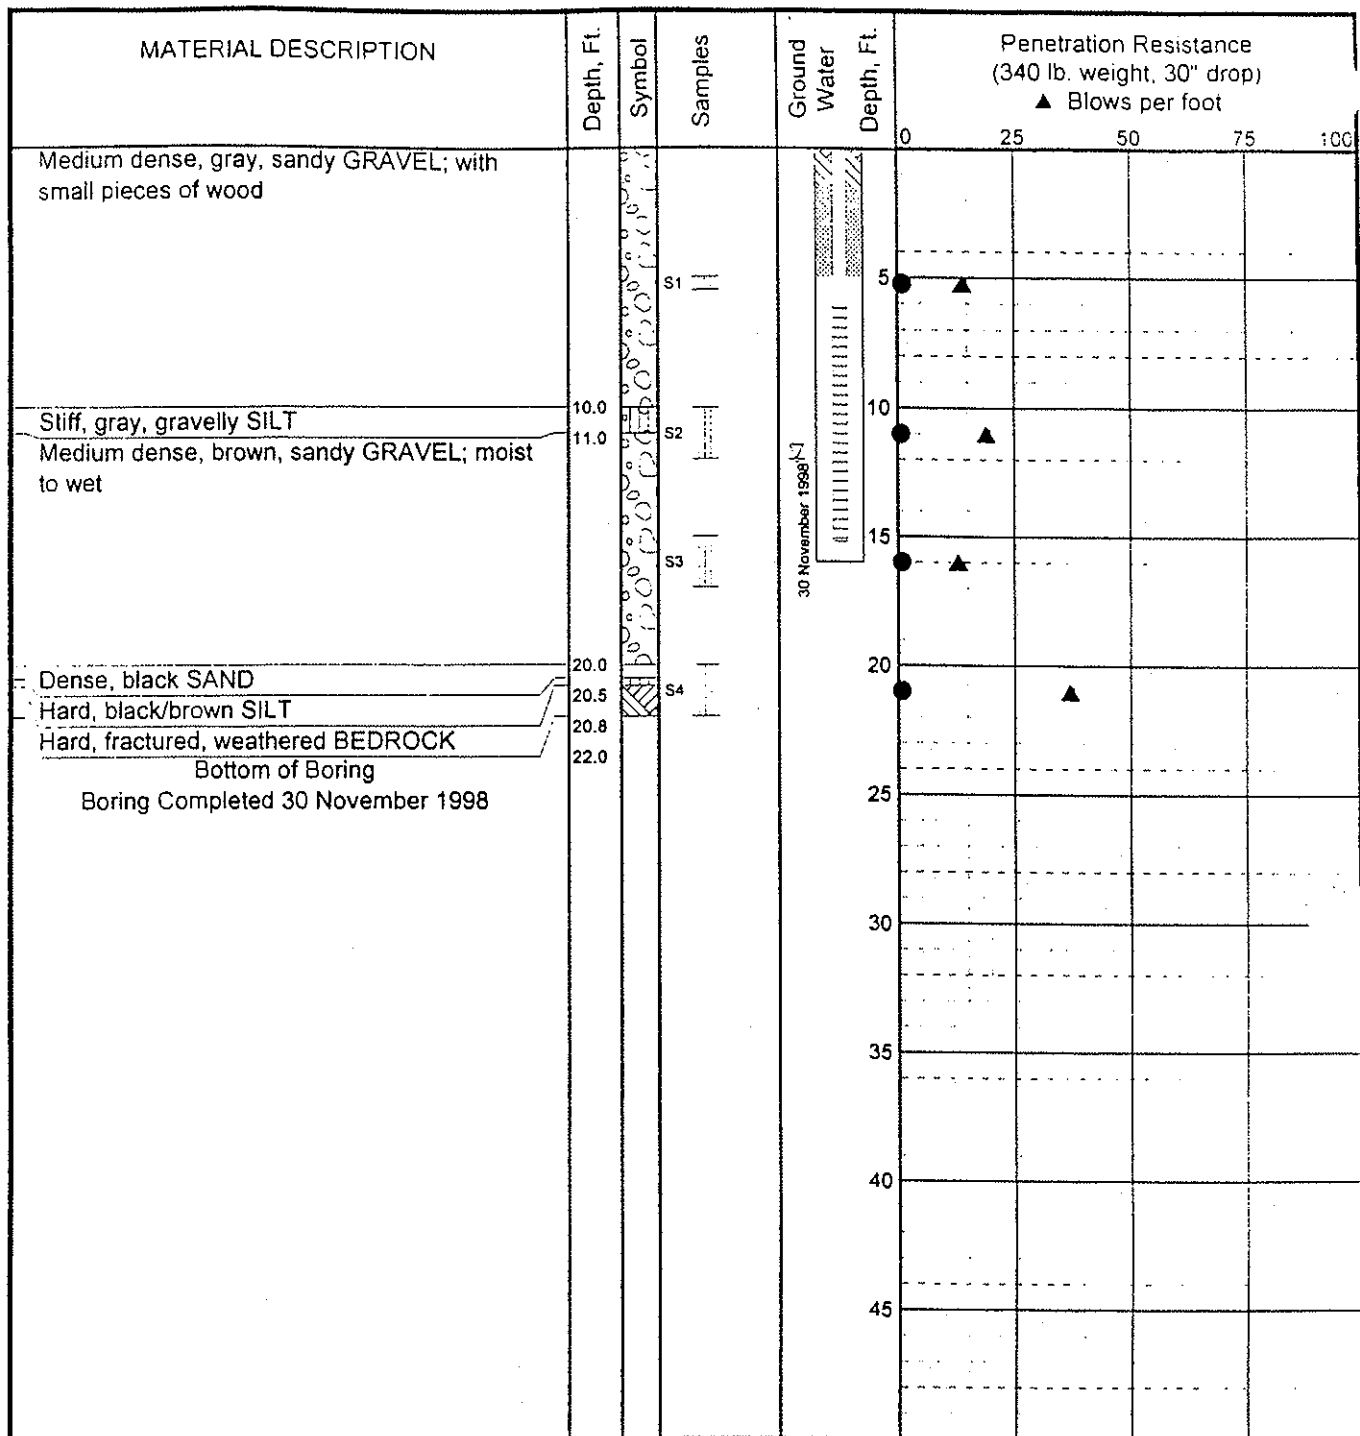 MATERIAL DESCRIPTION
Depth, Ft.
Symbol
Samples
Ground
Water
Depth, Ft.
Penetration Resistance
(340 lb. weight, 30" drop)
▲ Blows per foot
0 25 50 75 100
Medium dense, gray, sandy GRAVEL; with
small pieces of wood
S1
5
10.0
10
Stiff, gray, gravelly SILT
11.0
S2
Medium dense, brown, sandy GRAVEL; moist
to wet
30 November 1998
15
S3
20.0
20
Dense, black SAND
20.5
S4
Hard, black/brown SILT
20.8
Hard, fractured, weathered BEDROCK
22.0
Bottom of Boring
25
Boring Completed 30 November 1998
30
35
40
45